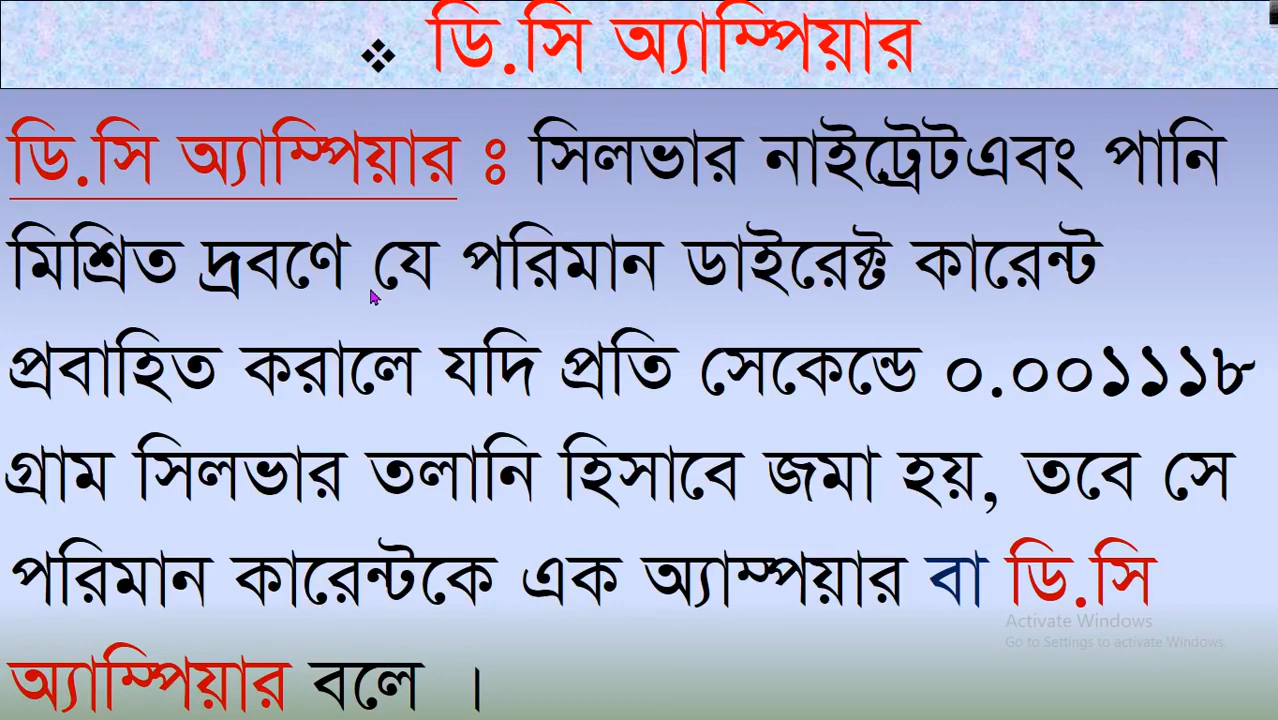 ❖ ডি.সি অ্যাম্পিয়ার
ডি.সি অ্যাম্পিয়ার ঃ সিলভার নাইট্রেটএবং পানি
মিশ্রিত দ্রবণে যে পরিমান ডাইরেক্ট কারেন্ট
প্রবাহিত করালে যদি প্রতি সেকেন্ডে ০.০০১১১৮
গ্রাম সিলভার তলানি হিসাবে জমা হয়, তবে সে
পরিমান কারেন্টকে এক অ্যাম্পয়ার বা ডি.সি
অ্যাম্পিয়ার বলে ।
Activate Windows
Go to Settings to activate Windows.